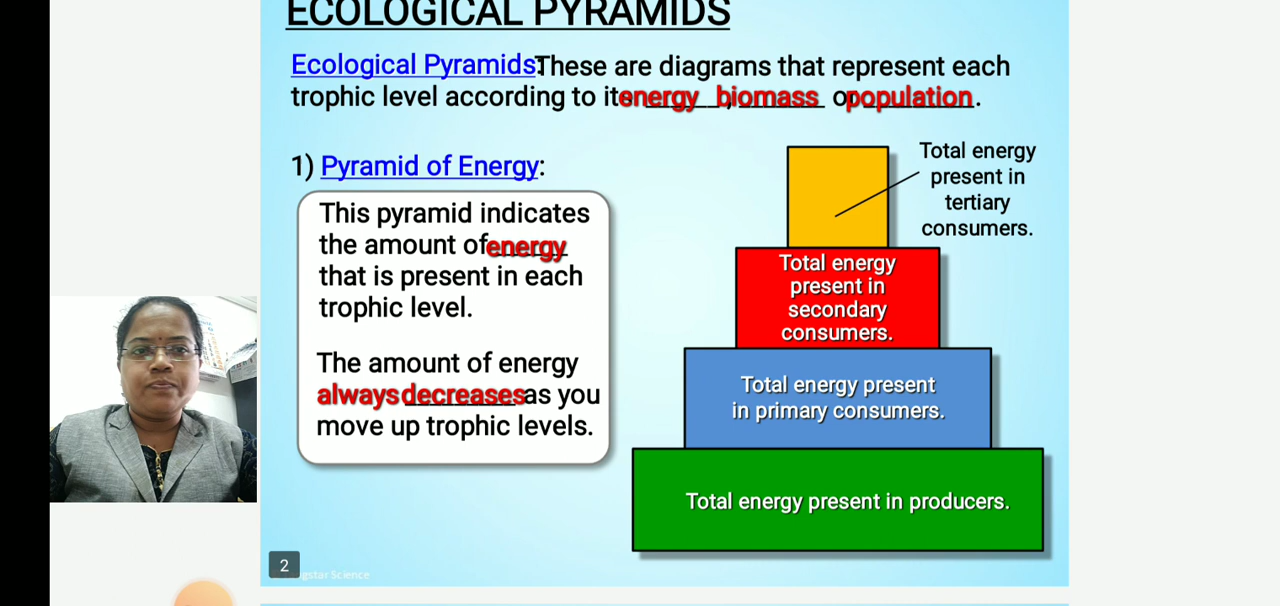 ECOLOGICAL PYRAMIDS
Ecological Pyramids: These are diagrams that represent each
trophic level according to its energy, biomass or population.
1) Pyramid of Energy:
This pyramid indicates
the amount of energy
that is present in each
trophic level.
The amount of energy
always decreases as you
move up trophic levels.
Total energy
present in
tertiary
consumers.
Total energy
present in
secondary
consumers.
Total energy present
in primary consumers.
Total energy present in producers.
2
gstar Science